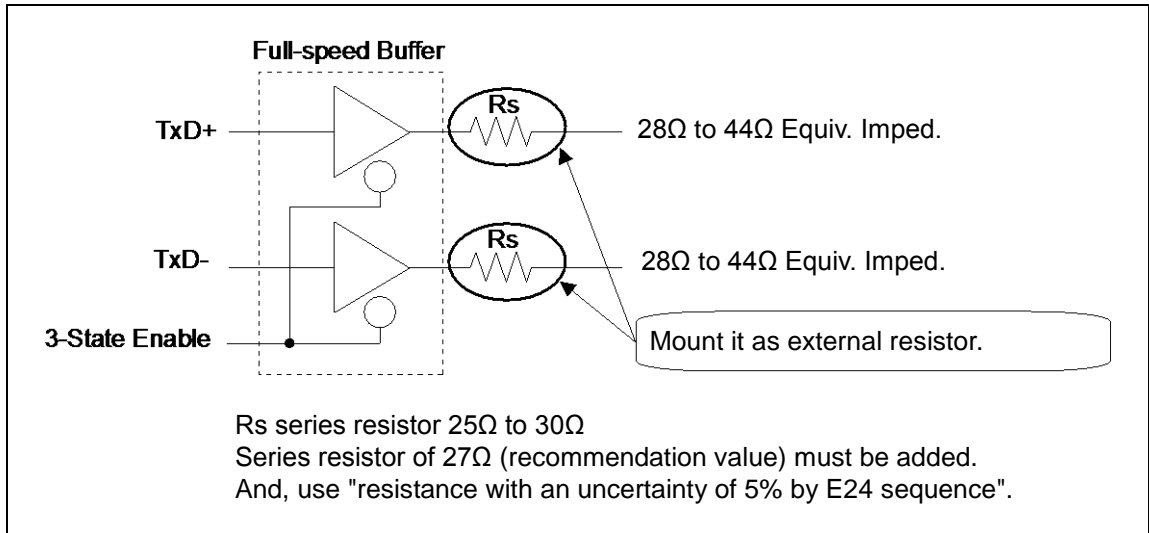 Full-speed Buffer
Rs
TxD+
28Ω to 44Ω Equiv. Imped.
Rs
TxD-
28Ω to 44Ω Equiv. Imped.
3-State Enable
Mount it as external resistor.
Rs series resistor 25Ω to 30Ω
Series resistor of 27Ω (recommendation value) must be added.
And, use "resistance with an uncertainty of 5% by E24 sequence".